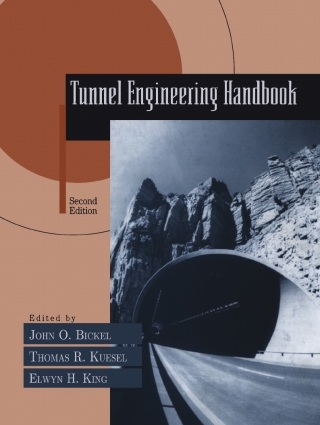 Tunnel Engineering Handbook
Second
Edition
Edited by
JOHN O. BICKEL
THOMAS R. KUESEL
ELWYN H. KING